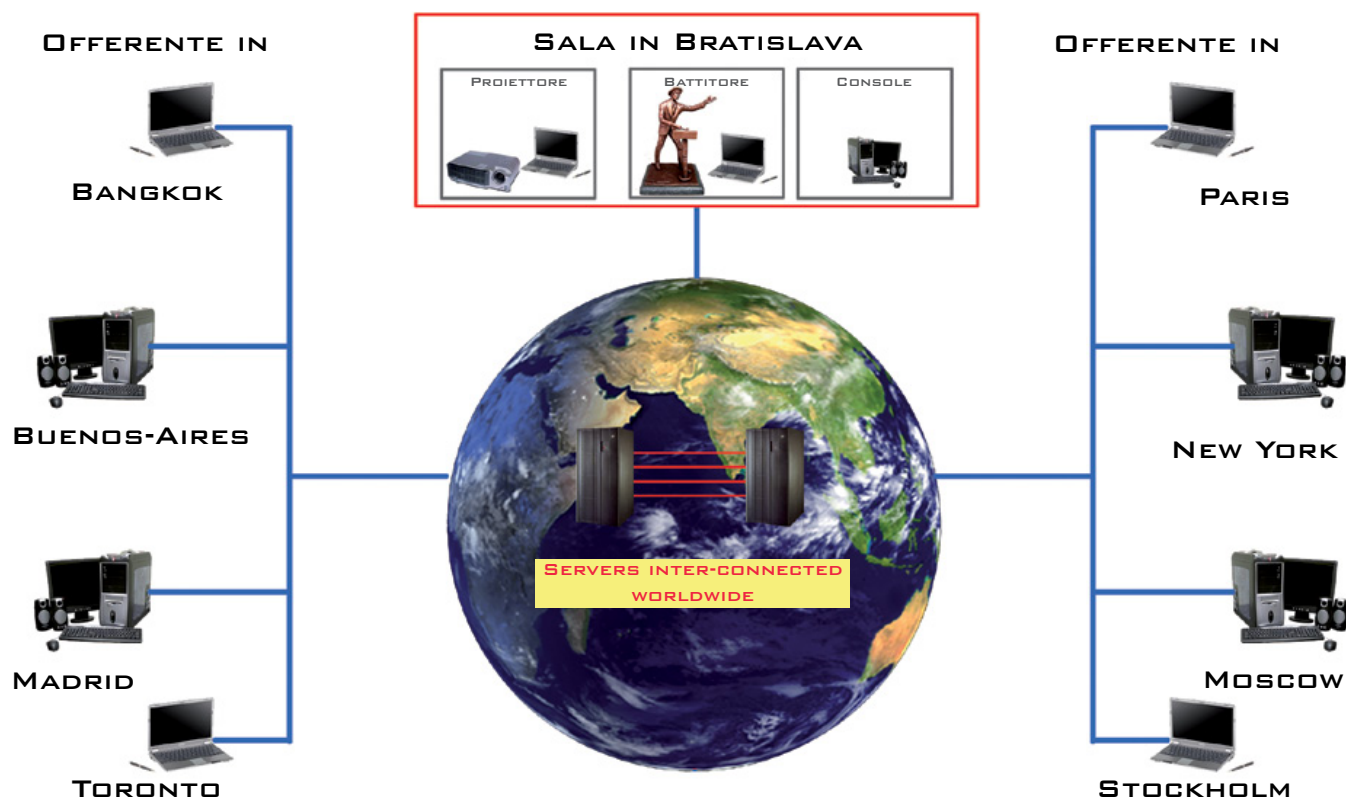 Offerente in
Bangkok
Buenos-Aires
Madrid
Toronto
Sala in Bratislava
Proiettore
Battitore
Console
Servers inter-connected
worldwide
Offerente in
Paris
New York
Moscow
Stockholm